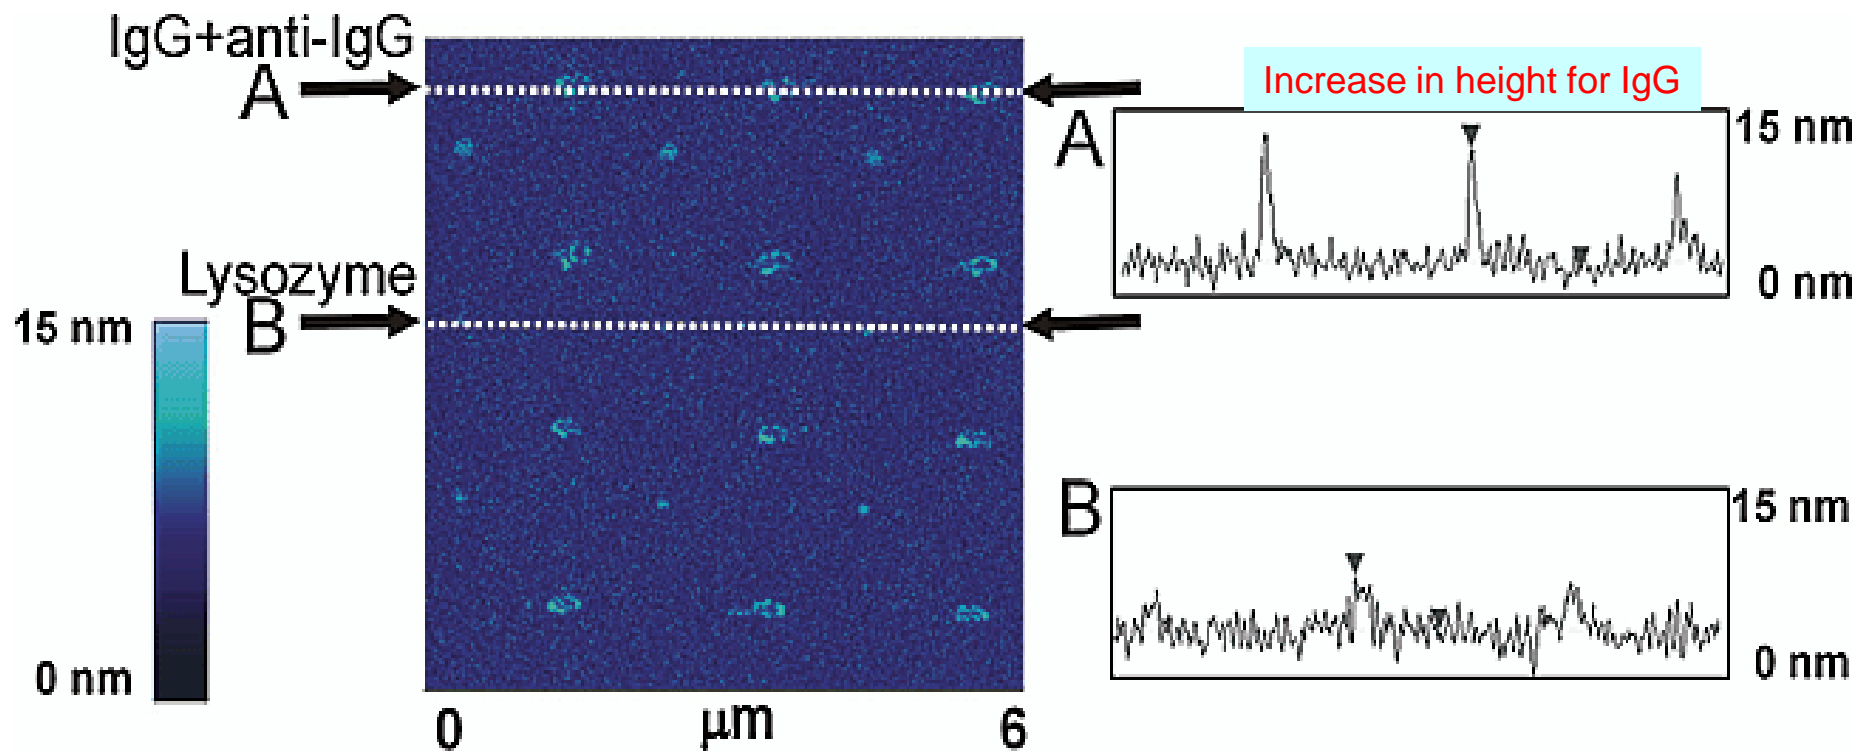 IgG+anti-IgG
A
Lysozyme
B
15 nm
0 nm
0 μm 6
Increase in height for IgG
A
15 nm
0 nm
B
15 nm
0 nm